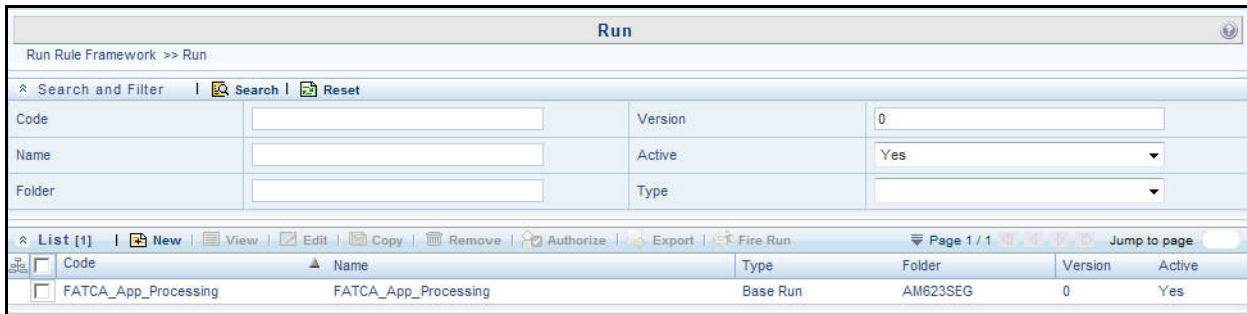 Run
Run Rule Framework >> Run
Search and Filter | Search | Reset
Code Version 0
Name Active Yes
Folder Type
List [1] | New | View | Edit | Copy | Remove | Authorize | Export | Fire Run Page 1 / 1 Jump to page
Code Name Type Folder Version Active
FATCA_App_Processing FATCA_App_Processing Base Run AM623SEG 0 Yes